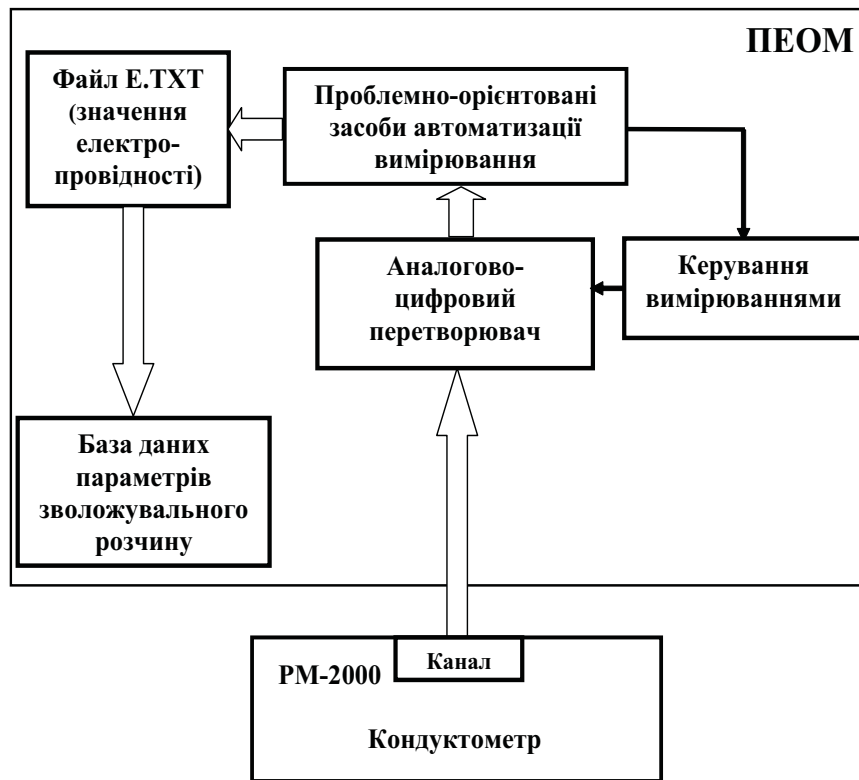 ПЕОМ
Файл Е.ТХТ
(значення
електро-
провідності)
Проблемно-орієнтовані
засоби автоматизації
вимірювання
Аналогово-
цифровий
перетворювач
Керування
вимірюваннями
База даних
параметрів
зволожувального
розчину
Канал
РМ-2000
Кондуктометр